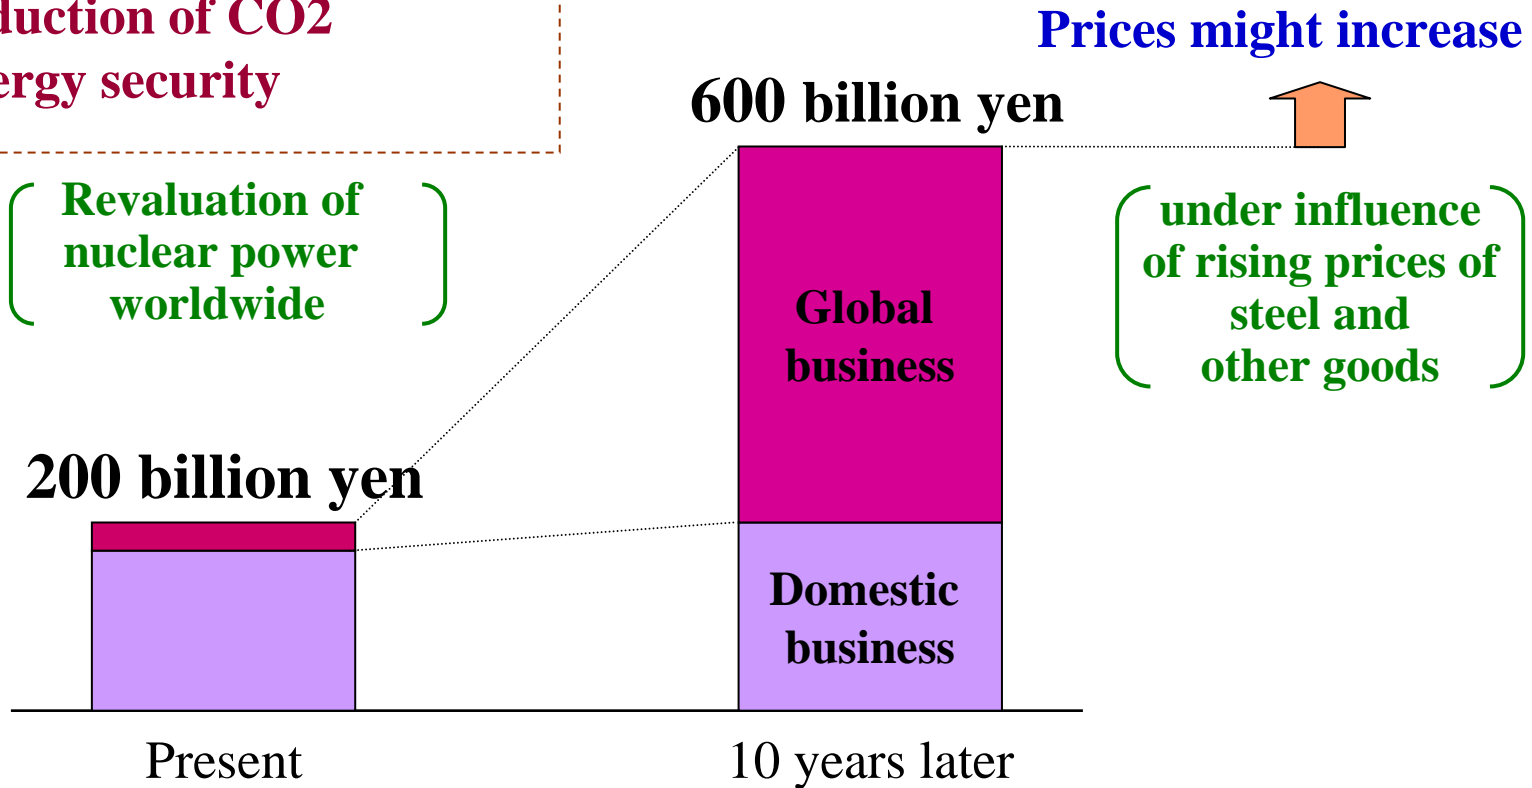 duction of CO2
ergy security
Prices might increase
600 billion yen
Revaluation of
nuclear power
worldwide
under influence
of rising prices of
steel and
other goods
Global
business
200 billion yen
Domestic
business
Present
10 years later